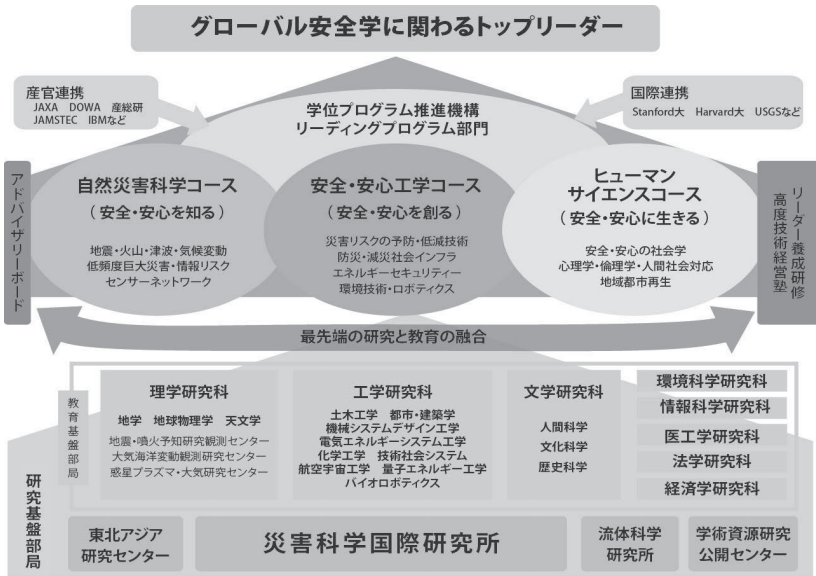 グローバル安全学に関わるトップリーダー
産官連携
JAXA DOWA 産総研
JAMSTEC IBMなど
国際連携
Stanford大 Harvard大 USGSなど
学位プログラム推進機構
リーディングプログラム部門
アドバイザリーボード
自然災害科学コース
(安全・安心を知る)
地震・火山・津波・気候変動
低頻度巨大災害・情報リスク
センサーネットワーク
安全・安心工学コース
(安全・安心を創る)
災害リスクの予防・低減技術
防災・減災社会インフラ
エネルギーセキュリティー
環境技術・ロボティクス
ヒューマン
サイエンスコース
(安全・安心に生きる)
安全・安心の社会学
心理学・倫理学・人間社会対応
地域都市再生
リーダー養成研修
高度技術経営塾
最先端の研究と教育の融合
教育基盤部局
理学研究科
地学 地球物理学 天文学
地震・噴火予知研究観測センター
大気海洋変動観測研究センター
惑星プラズマ・大気研究センター
工学研究科
土木工学 都市・建築学
機械システムデザイン工学
電気エネルギーシステム工学
化学工学 技術社会システム
航空宇宙工学 量子エネルギー工学
バイオロボティクス
文学研究科
人間科学
文化科学
歴史科学
環境科学研究科
情報科学研究科
医工学研究科
法学研究科
経済学研究科
研究基盤部局
東北アジア
研究センター
災害科学国際研究所
流体科学
研究所
学術資源研究
公開センター